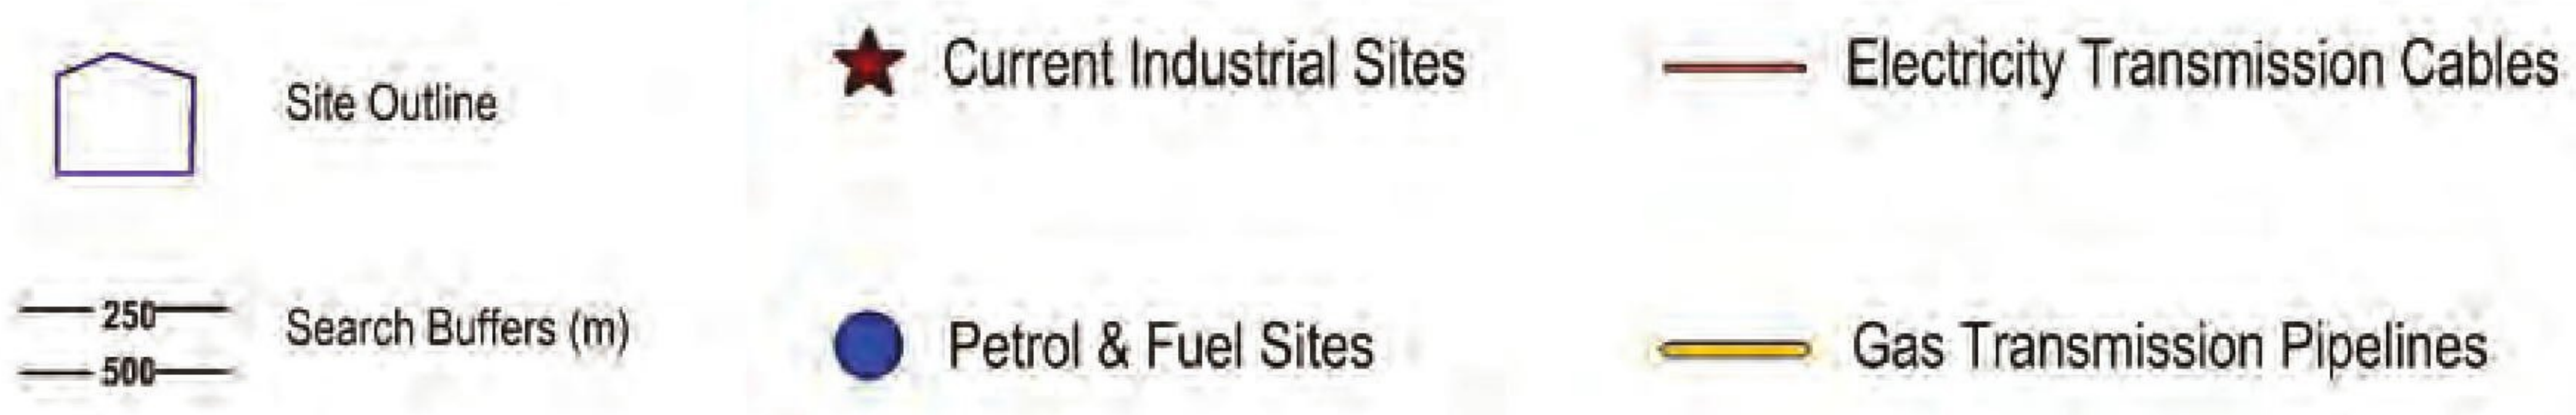 Site Outline
Current Industrial Sites
Electricity Transmission Cables
250
500
Search Buffers (m)
Petrol & Fuel Sites
Gas Transmission Pipelines